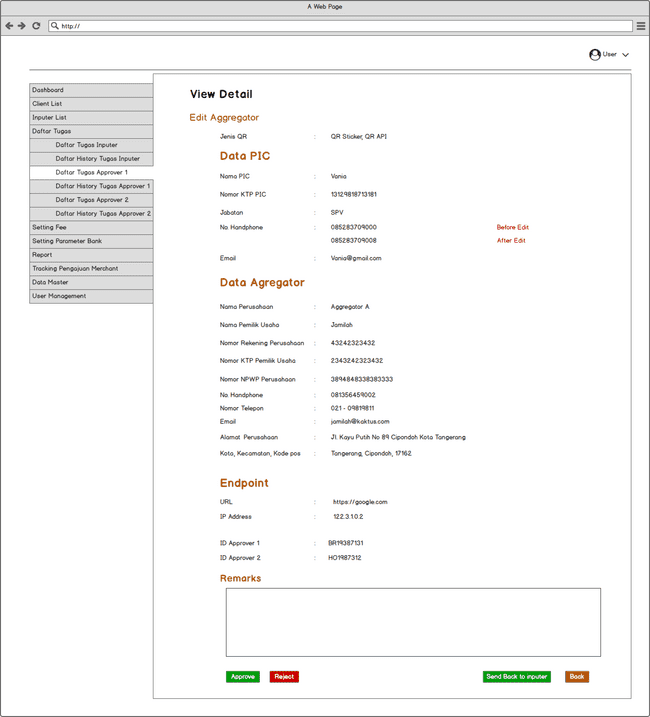 A Web Page
http://
User
Dashboard
Client List
Inputer List
Daftar Tugas
Daftar Tugas Inputer
Daftar History Tugas Inputer
Daftar Tugas Approver 1
Daftar History Tugas Approver 1
Daftar Tugas Approver 2
Daftar History Tugas Approver 2
Setting Fee
Setting Parameter Bank
Report
Tracking Pengajuan Merchant
Data Master
User Management
View Detail
Edit Aggregator
Jenis QR : QR Sticker, QR API
Data PIC
Nama PIC : Vania
Nomor KTP PIC : 13129818713181
Jabatan : SPV
No. Handphone : 085283709000 Before Edit
085283709008 After Edit
Email : Vania@gmail.com
Data Agregator
Nama Perusahaan : Aggregator A
Nama Pemilik Usaha : Jamilah
Nomor Rekening Perusahaan : 43242323432
Nomor KTP Pemilik Usaha : 2343242323432
Nomor NPWP Perusahaan : 3894848338383333
No. Handphone : 081356459002
Nomor Telepon : 021 - 09819811
Email : jamilah@kaktus.com
Alamat Perusahaan : Jl. Kayu Putih No 89 Cipondoh Kota Tangerang
Kota, Kecamatan, Kode pos : Tangerang, Cipondoh, 17162
Endpoint
URL : https://google.com
IP Address : 122.3.1.0.2
ID Approver 1 : BR19387131
ID Approver 2 : HO1987312
Remarks
Approve Reject Send Back to inputer Back